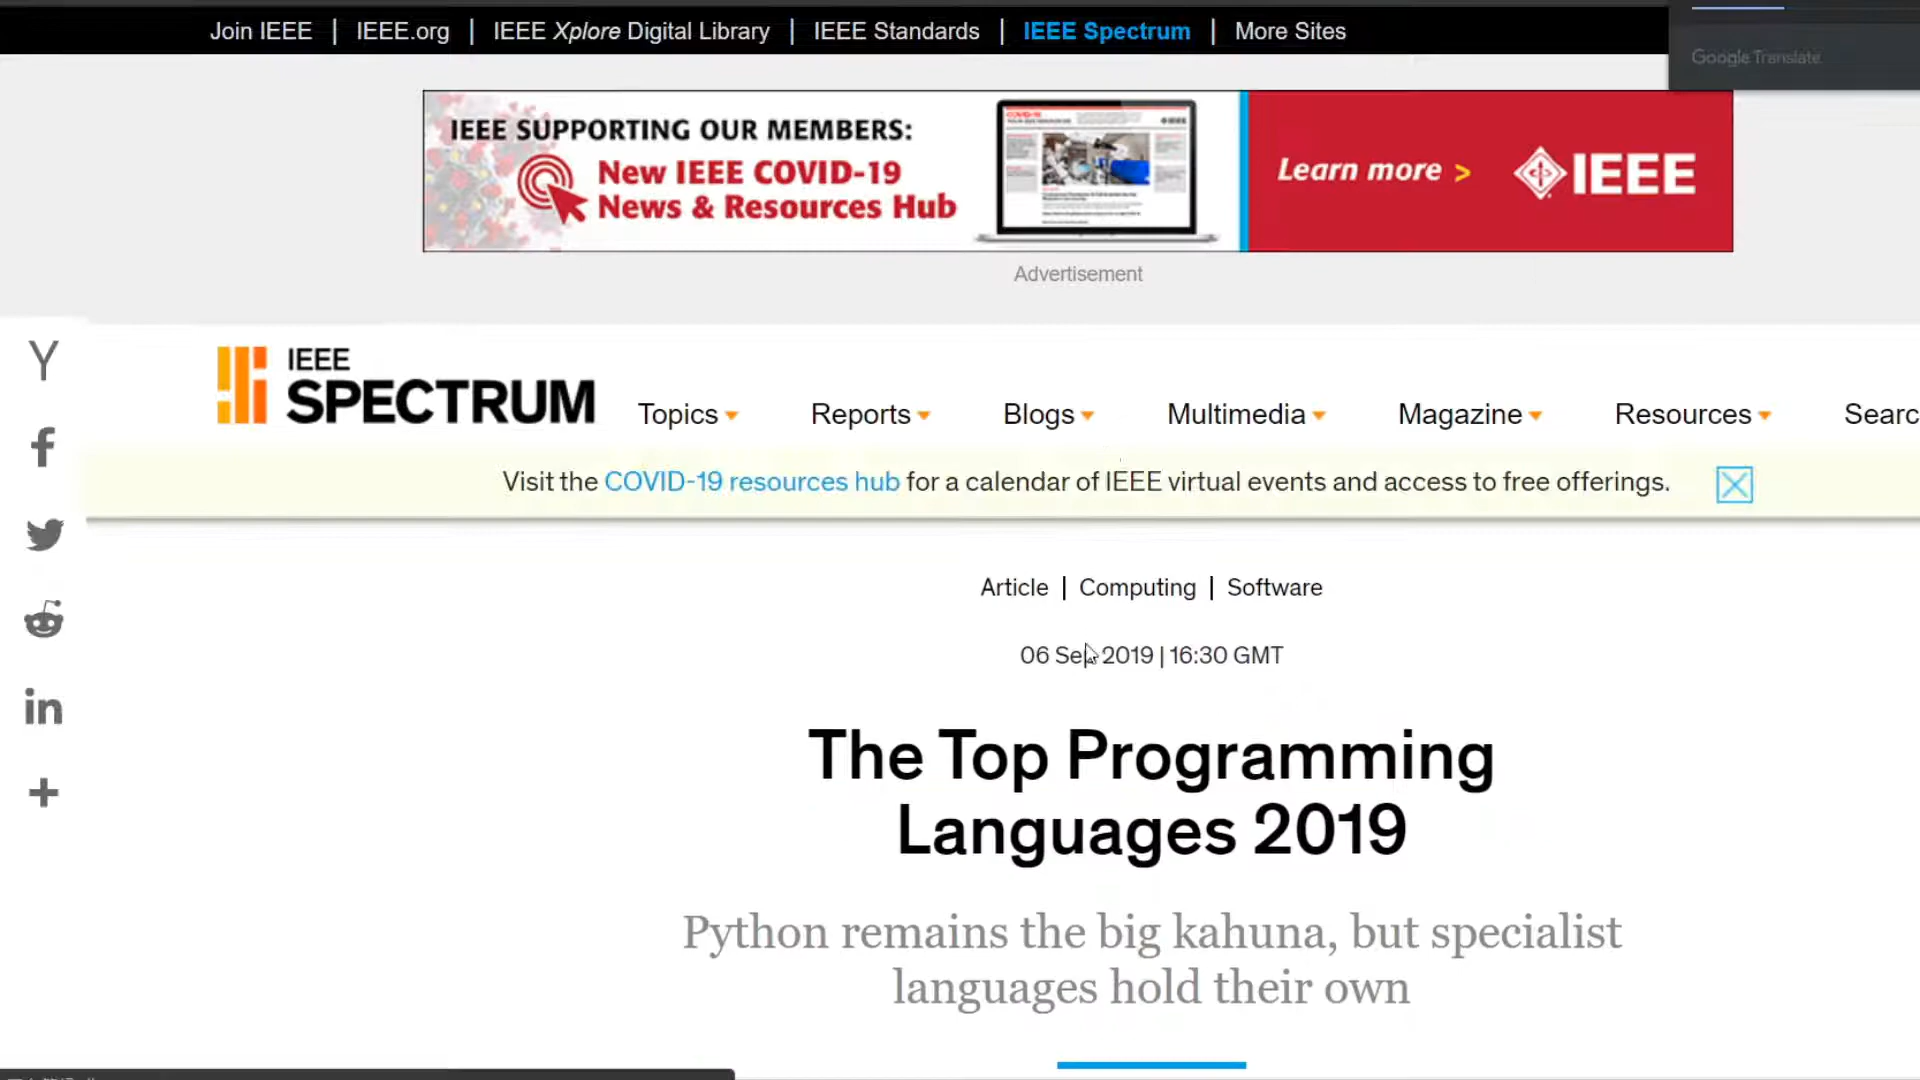 Join IEEE | IEEE.org | IEEE Xplore Digital Library | IEEE Standards | IEEE Spectrum | More Sites
Google Translate
IEEE SUPPORTING OUR MEMBERS:
New IEEE COVID-19
News & Resources Hub
Learn more >
IEEE
Advertisement
IEEE
SPECTRUM
Topics
Reports
Blogs
Multimedia
Magazine
Resources
Searc
Visit the COVID-19 resources hub for a calendar of IEEE virtual events and access to free offerings.
Article | Computing | Software
06 Sep 2019 | 16:30 GMT
The Top Programming
Languages 2019
Python remains the big kahuna, but specialist
languages hold their own